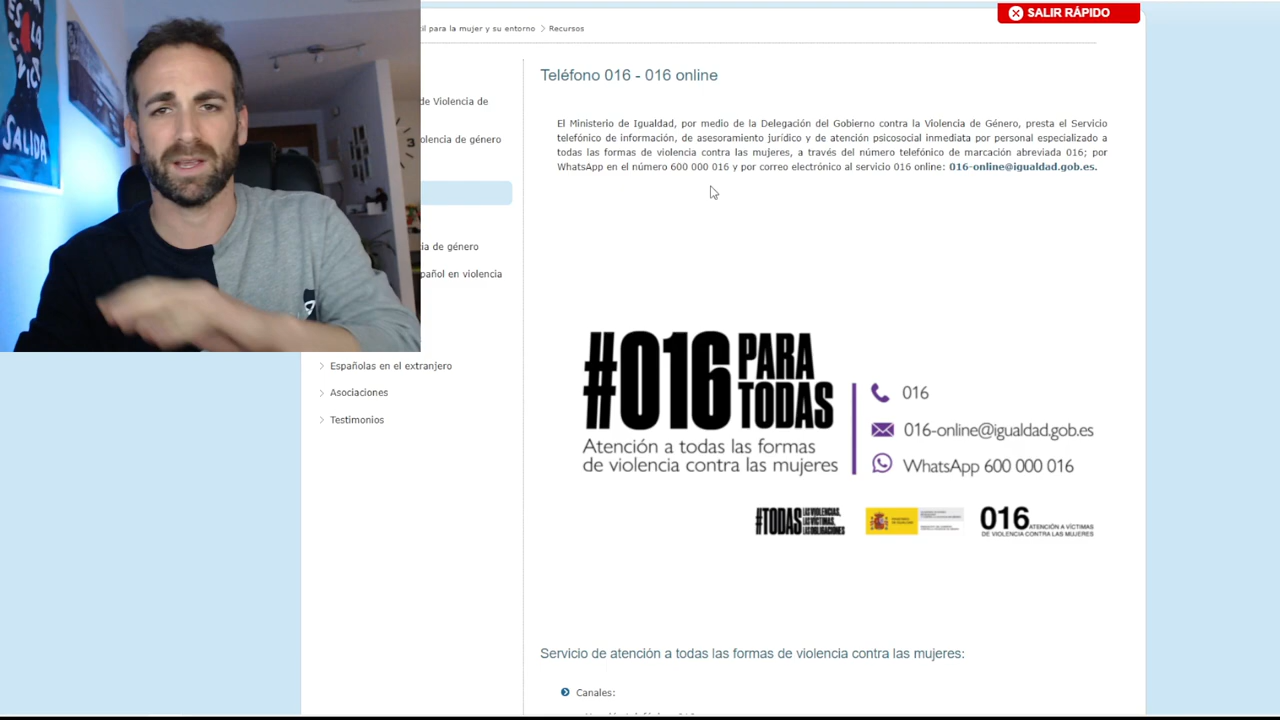 ESCALA
EN CS
SALIDA
SALIR RÁPIDO
til para la mujer y su entorno > Recursos
de Violencia de
olencia de género
ia de género
pañol en violencia
Españolas en el extranjero
Asociaciones
Testimonios
Teléfono 016 - 016 online
El Ministerio de Igualdad, por medio de la Delegación del Gobierno contra la Violencia de Género, presta el Servicio
telefónico de información, de asesoramiento jurídico y de atención psicosocial inmediata por personal especializado a
todas las formas de violencia contra las mujeres, a través del número telefónico de marcación abreviada 016; por
WhatsApp en el número 600 000 016 y por correo electrónico al servicio 016 online: 016-online@igualdad.gob.es.
#016 PARA
TODAS
Atención a todas las formas
de violencia contra las mujeres
016
016-online@igualdad.gob.es
WhatsApp 600 000 016
#TODAS
016 ATENCIÓN A VÍCTIMAS
DE VIOLENCIA CONTRA LAS MUJERES
Servicio de atención a todas las formas de violencia contra las mujeres:
Canales: